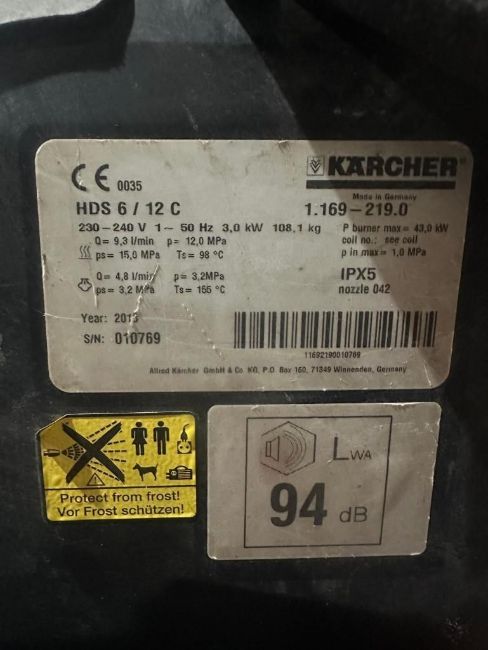 CE 0035
KÄRCHER
Made in Germany
HDS 6 / 12 C 1.169-219.0
230-240 V 1~ 50 Hz 3,0 kW 108,1 kg P burner max= 43,0 kW
Q= 9,3 l/min p= 12,0 MPa coil no.: see coil
ps= 15,0 MPa Ts= 98 °C p in max= 1,0 MPa
Q= 4,8 l/min p= 3,2MPa IPX5
ps= 3,2 MPa Ts= 155 °C nozzle 042
Year:
S/N: 010769
11692190010769
Alfred Kärcher GmbH & Co KG, P.O. Box 160, 71349 Winnenden, Germany
Protect from frost!
Vor Frost schützen!
LWA
94 dB